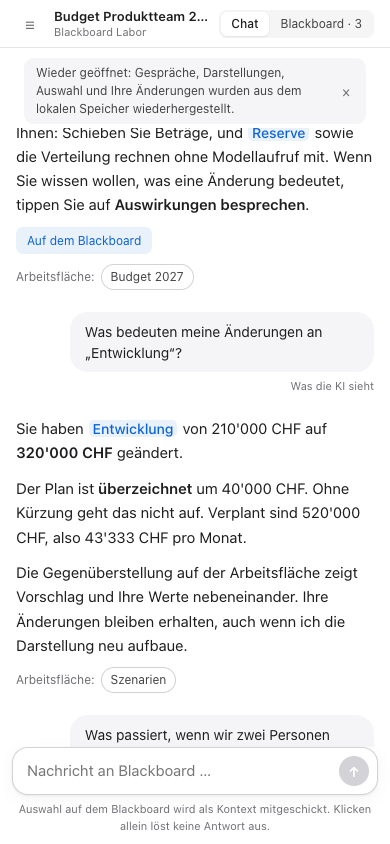 Budget Produktteam 2...
Blackboard Labor
Chat
Blackboard · 3
Wieder geöffnet: Gespräche, Darstellungen,
Auswahl und Ihre Änderungen wurden aus dem
lokalen Speicher wiederhergestellt.
Ihnen: Schieben Sie Beträge, und Reserve sowie
die Verteilung rechnen ohne Modellaufruf mit. Wenn
Sie wissen wollen, was eine Änderung bedeutet,
tippen Sie auf Auswirkungen besprechen.
Auf dem Blackboard
Arbeitsfläche: Budget 2027
Was bedeuten meine Änderungen an
„Entwicklung“?
Was die KI sieht
Sie haben Entwicklung von 210'000 CHF auf
320'000 CHF geändert.
Der Plan ist überzeichnet um 40'000 CHF. Ohne
Kürzung geht das nicht auf. Verplant sind 520'000
CHF, also 43'333 CHF pro Monat.
Die Gegenüberstellung auf der Arbeitsfläche zeigt
Vorschlag und Ihre Werte nebeneinander. Ihre
Änderungen bleiben erhalten, auch wenn ich die
Darstellung neu aufbaue.
Arbeitsfläche: Szenarien
Was passiert, wenn wir zwei Personen
Nachricht an Blackboard ...
Auswahl auf dem Blackboard wird als Kontext mitgeschickt. Klicken
allein löst keine Antwort aus.